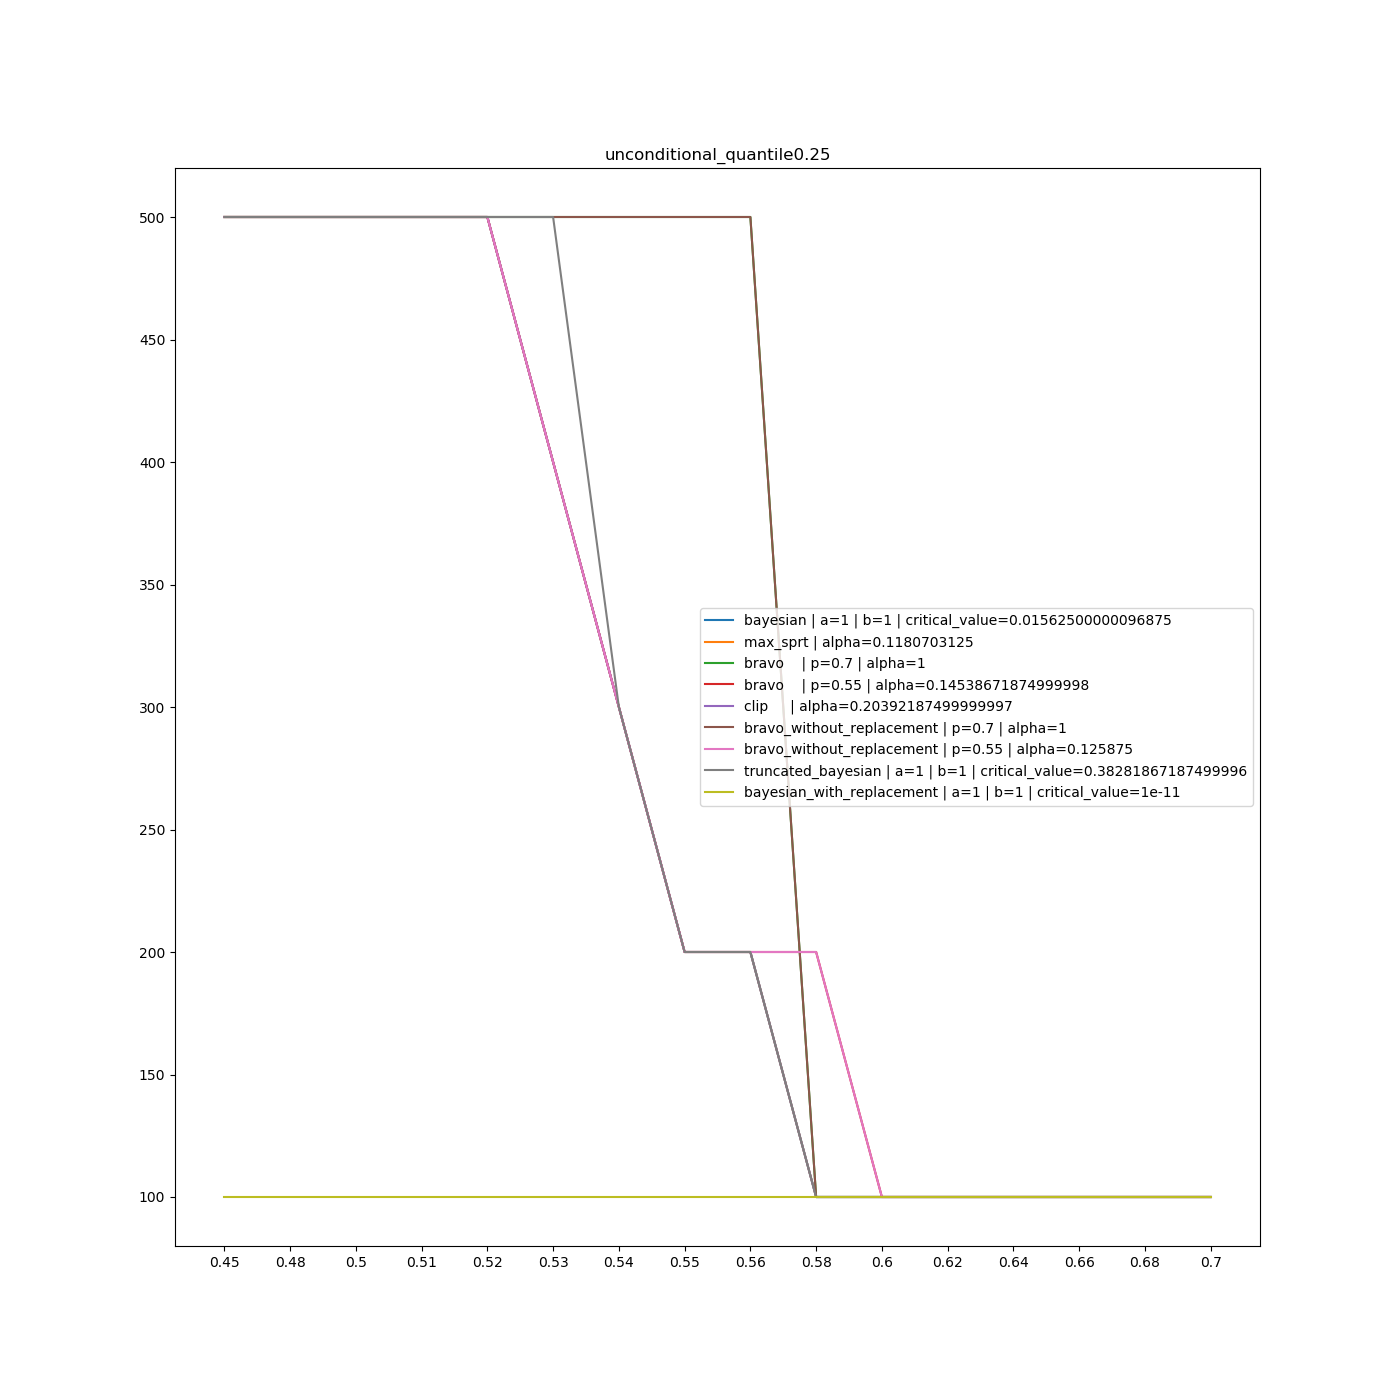 unconditional_quantile0.25
500
450
400
350
300
250
200
150
100
bayesian | a=1 | b=1 | critical_value=0.01562500000096875
max_sprt | alpha=0.1180703125
bravo    | p=0.7 | alpha=1
bravo    | p=0.55 | alpha=0.14538671874999998
clip     | alpha=0.20392187499999997
bravo_without_replacement | p=0.7 | alpha=1
bravo_without_replacement | p=0.55 | alpha=0.125875
truncated_bayesian | a=1 | b=1 | critical_value=0.38281867187499996
bayesian_with_replacement | a=1 | b=1 | critical_value=1e-11
0.45 0.48 0.5 0.51 0.52 0.53 0.54 0.55 0.56 0.58 0.6 0.62 0.64 0.66 0.68 0.7